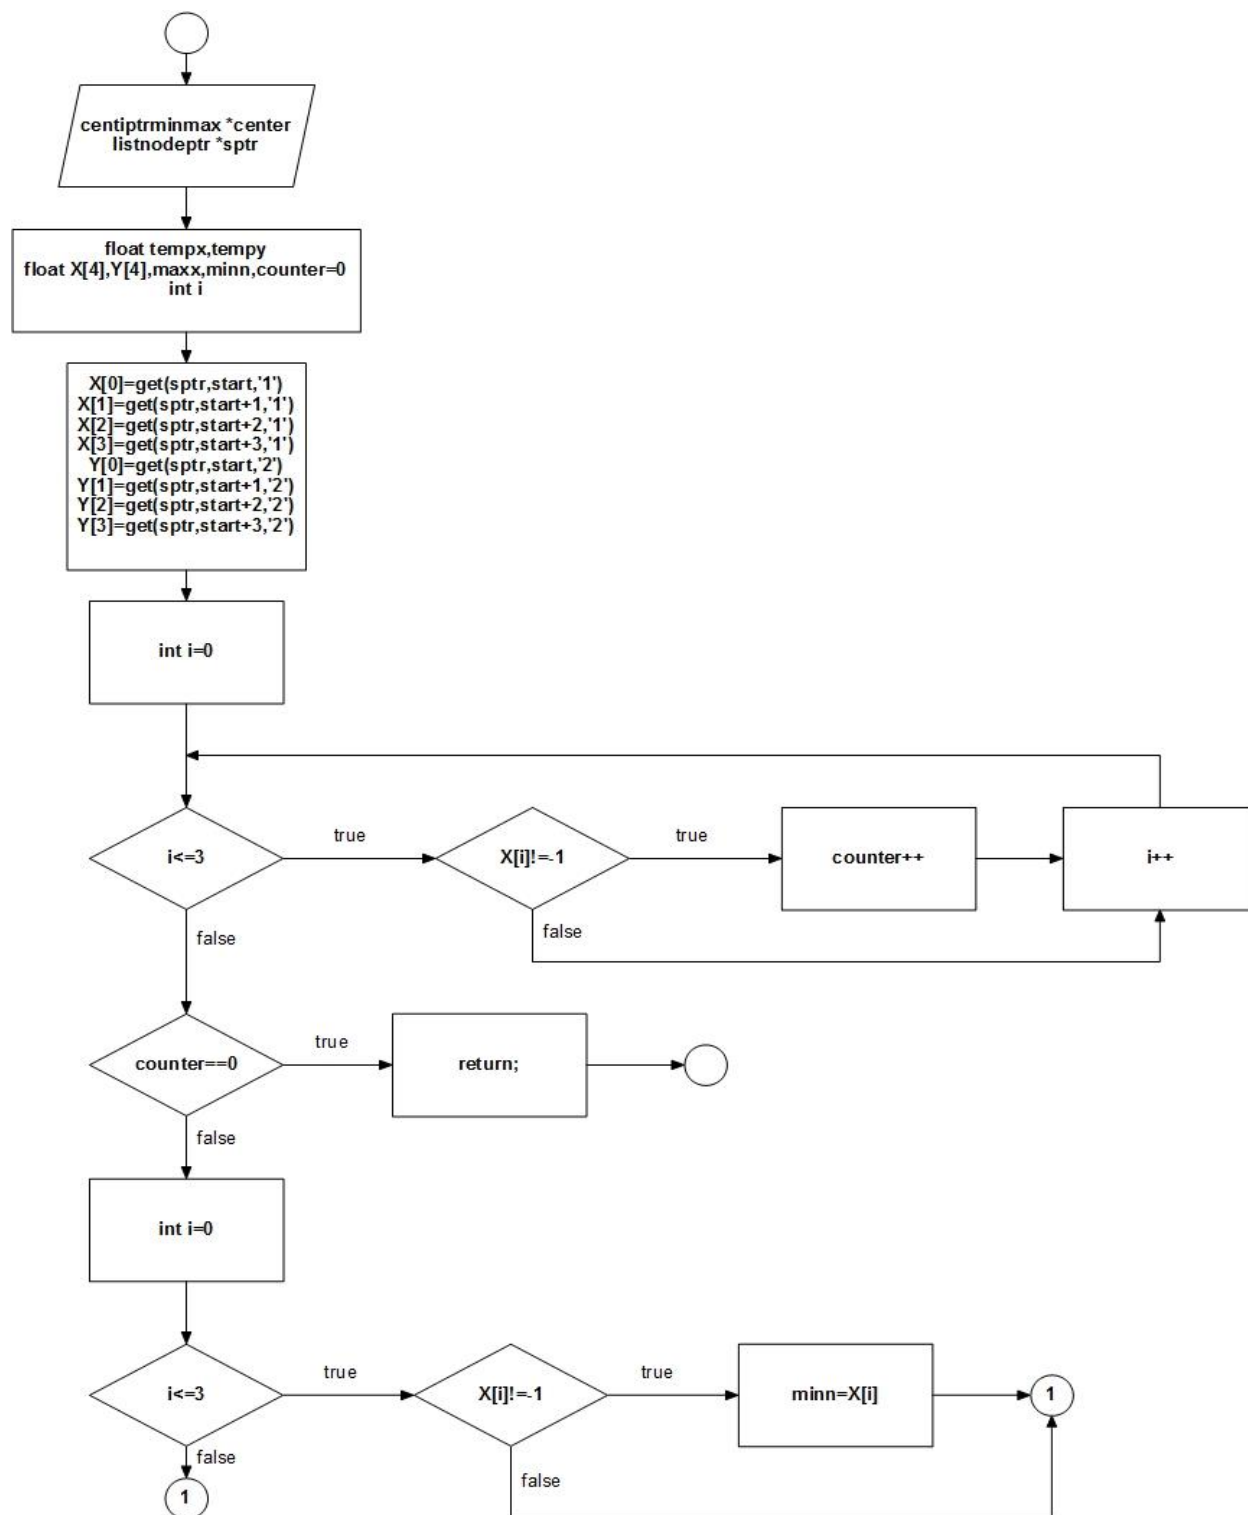 centiptrminmax *center
listnodeptr *sptr
float tempx,tempy
float X[4],Y[4],maxx,minn,counter=0
int i
X[0]=get(sptr,start,'1')
X[1]=get(sptr,start+1,'1')
X[2]=get(sptr,start+2,'1')
X[3]=get(sptr,start+3,'1')
Y[0]=get(sptr,start,'2')
Y[1]=get(sptr,start+1,'2')
Y[2]=get(sptr,start+2,'2')
Y[3]=get(sptr,start+3,'2')
int i=0
i<=3
true
X[i]!=-1
true
counter++
i++
false
false
counter==0
true
return;
false
int i=0
i<=3
true
X[i]!=-1
true
minn=X[i]
1
false
false
1